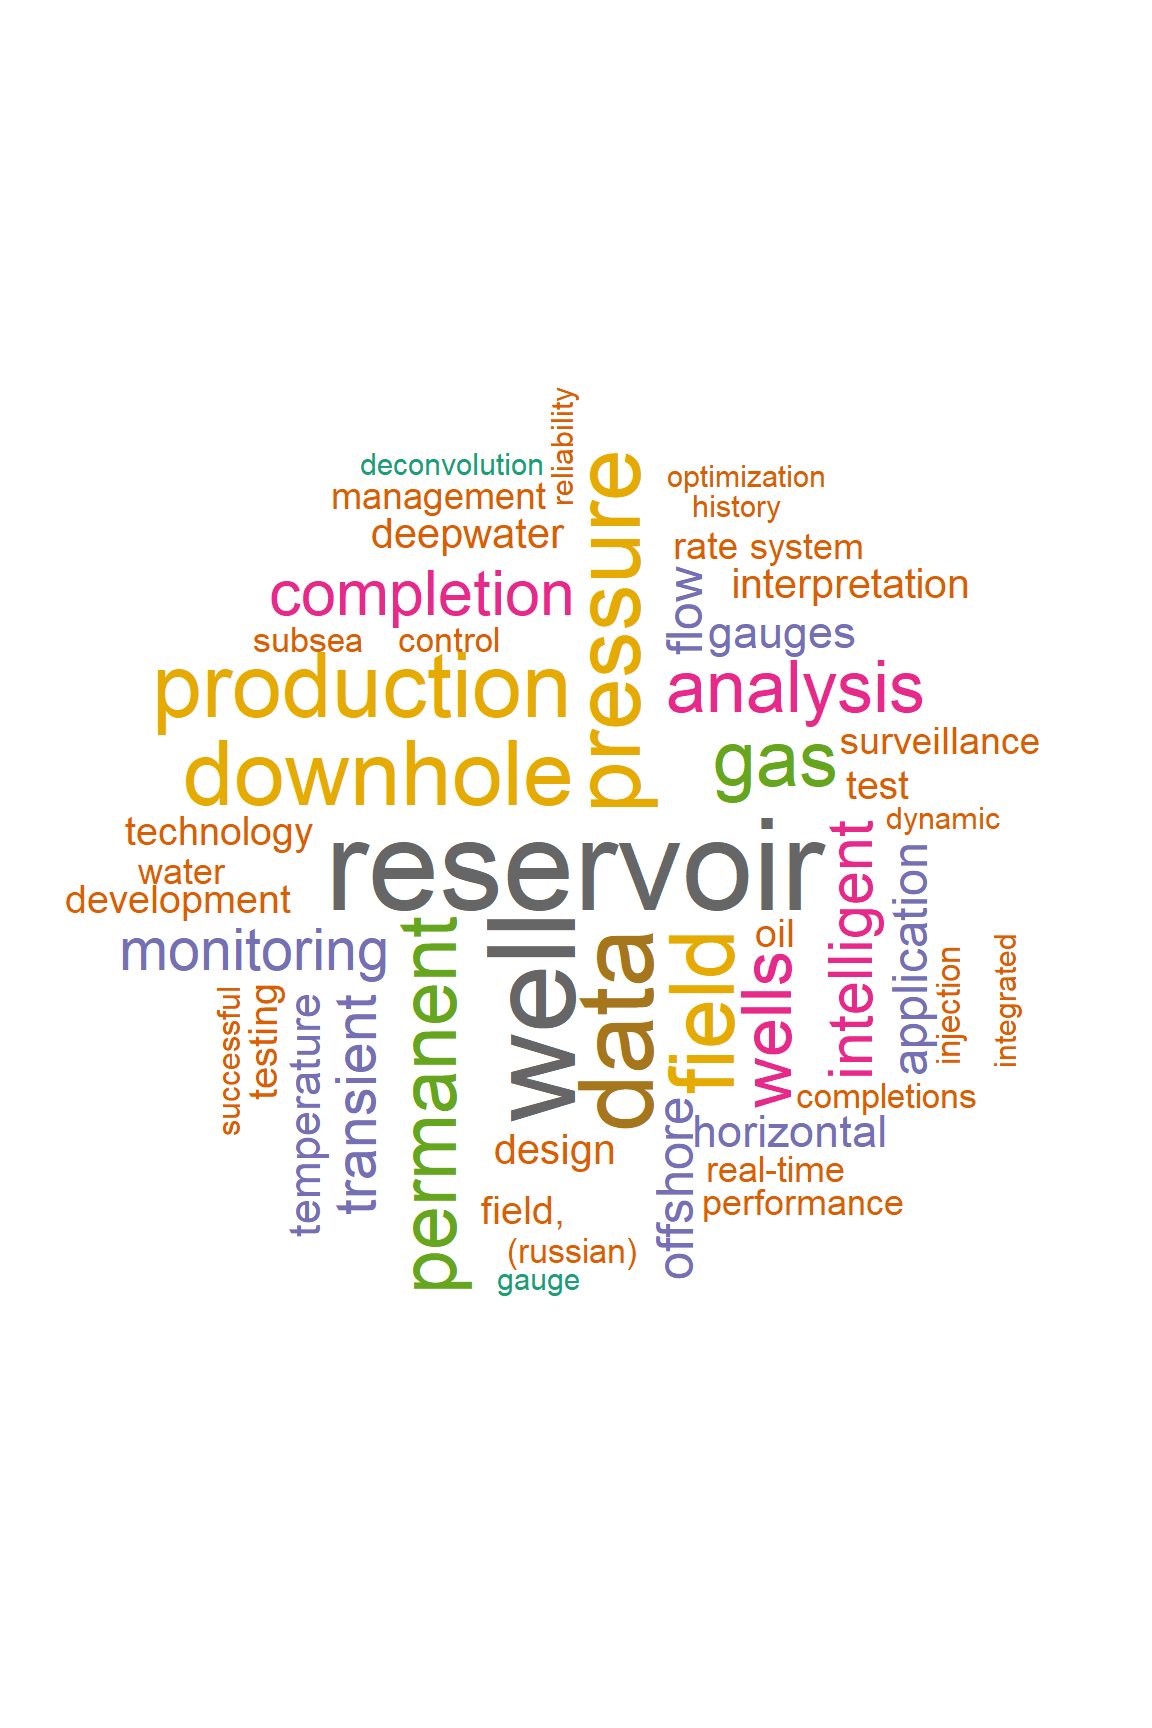 reliability
deconvolution
management
deepwater
pressure
optimization
history
rate system
flow
interpretation
completion
gauges
subsea control
production
analysis
downhole
gas
surveillance
test
technology
dynamic
water
reservoir
development
intelligent
application
monitoring
permanent
well
data
field
oil
wells
injection
integrated
successful
testing
temperature
transient
completions
design
offshore
horizontal
real-time
field,
performance
(russian)
gauge